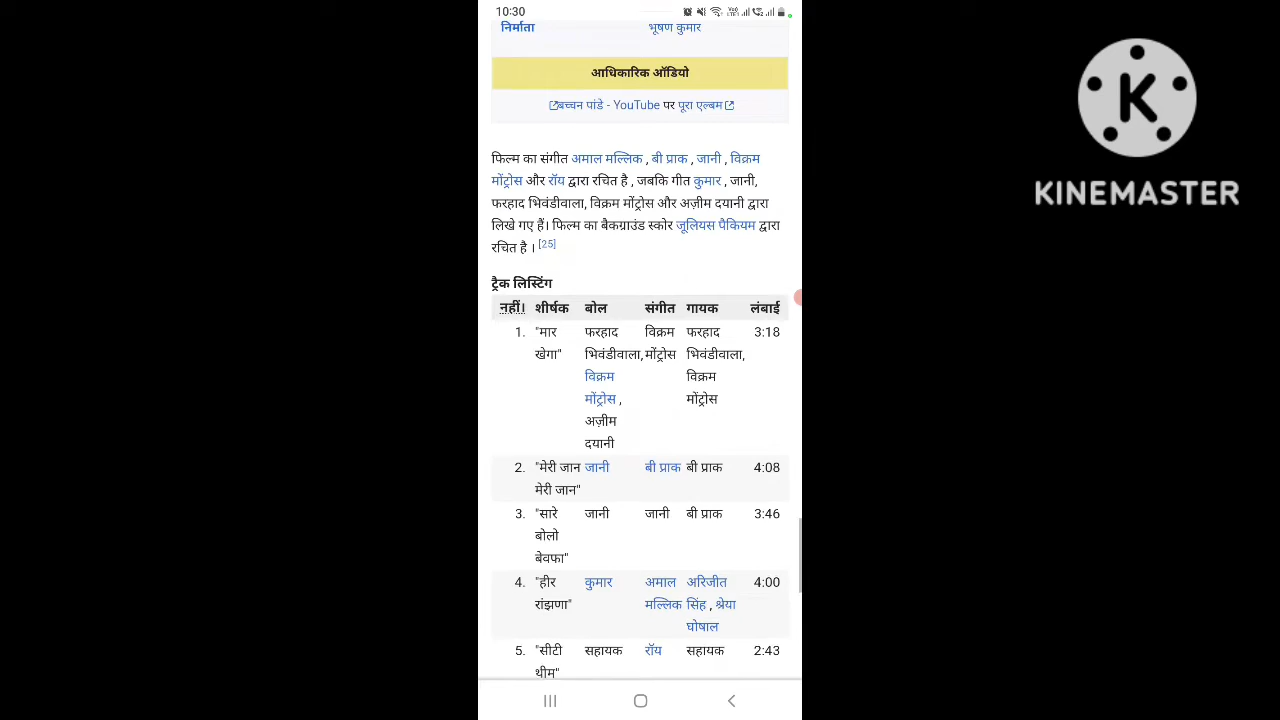 10:30
निर्माता भूषण कुमार
आधिकारिक ऑडियो
बच्चन पांडे - YouTube पर पूरा एल्बम
KINEMASTER
फिल्म का संगीत अमाल मल्लिक , बी प्राक , जानी , विक्रम
मोंट्रोस और रॉय द्वारा रचित है , जबकि गीत कुमार , जानी,
फरहाद भिवंडीवाला, विक्रम मोंट्रोस और अज़ीम दयानी द्वारा
लिखे गए हैं। फिल्म का बैकग्राउंड स्कोर जूलियस पैकियम द्वारा
रचित है । [25]
ट्रैक लिस्टिंग
नहीं। शीर्षक बोल संगीत गायक लंबाई
1. "मार फरहाद विक्रम फरहाद 3:18
खेगा" भिवंडीवाला, मोंट्रोस भिवंडीवाला,
विक्रम विक्रम
मोंट्रोस , मोंट्रोस
अज़ीम
दयानी
2. "मेरी जान जानी बी प्राक बी प्राक 4:08
मेरी जान"
3. "सारे जानी जानी बी प्राक 3:46
बोलो
बेवफा"
4. "हीर कुमार अमाल अरिजीत 4:00
रांझणा" मल्लिक सिंह , श्रेया
घोषाल
5. "सीटी सहायक रॉय सहायक 2:43
थीम"